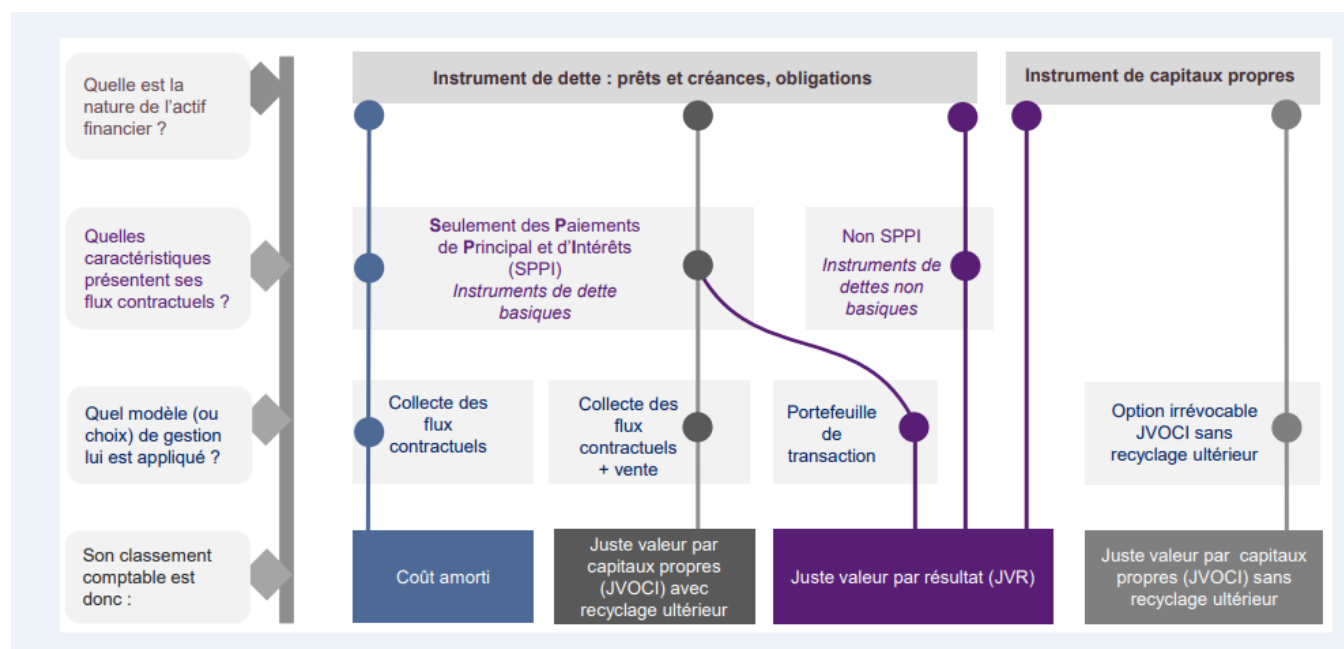 Quelle est la
nature de l'actif
financier ?
Instrument de dette : prêts et créances, obligations
Instrument de capitaux propres
Quelles
caractéristiques
présentent ses
flux contractuels ?
Seulement des Paiements
de Principal et d'Intérêts
(SPPI)
Instruments de dette
basiques
Non SPPI
Instruments de
dettes non
basiques
Quel modèle (ou
choix) de gestion
lui est appliqué ?
Collecte des
flux
contractuels
Collecte des
flux
contractuels
+ vente
Portefeuille
de
transaction
Option irrévocable
JVOCI sans
recyclage ultérieur
Son classement
comptable est
donc :
Coût amorti
Juste valeur par
capitaux propres
(JVOCI) avec
recyclage ultérieur
Juste valeur par résultat (JVR)
Juste valeur par capitaux
propres (JVOCI) sans
recyclage ultérieur